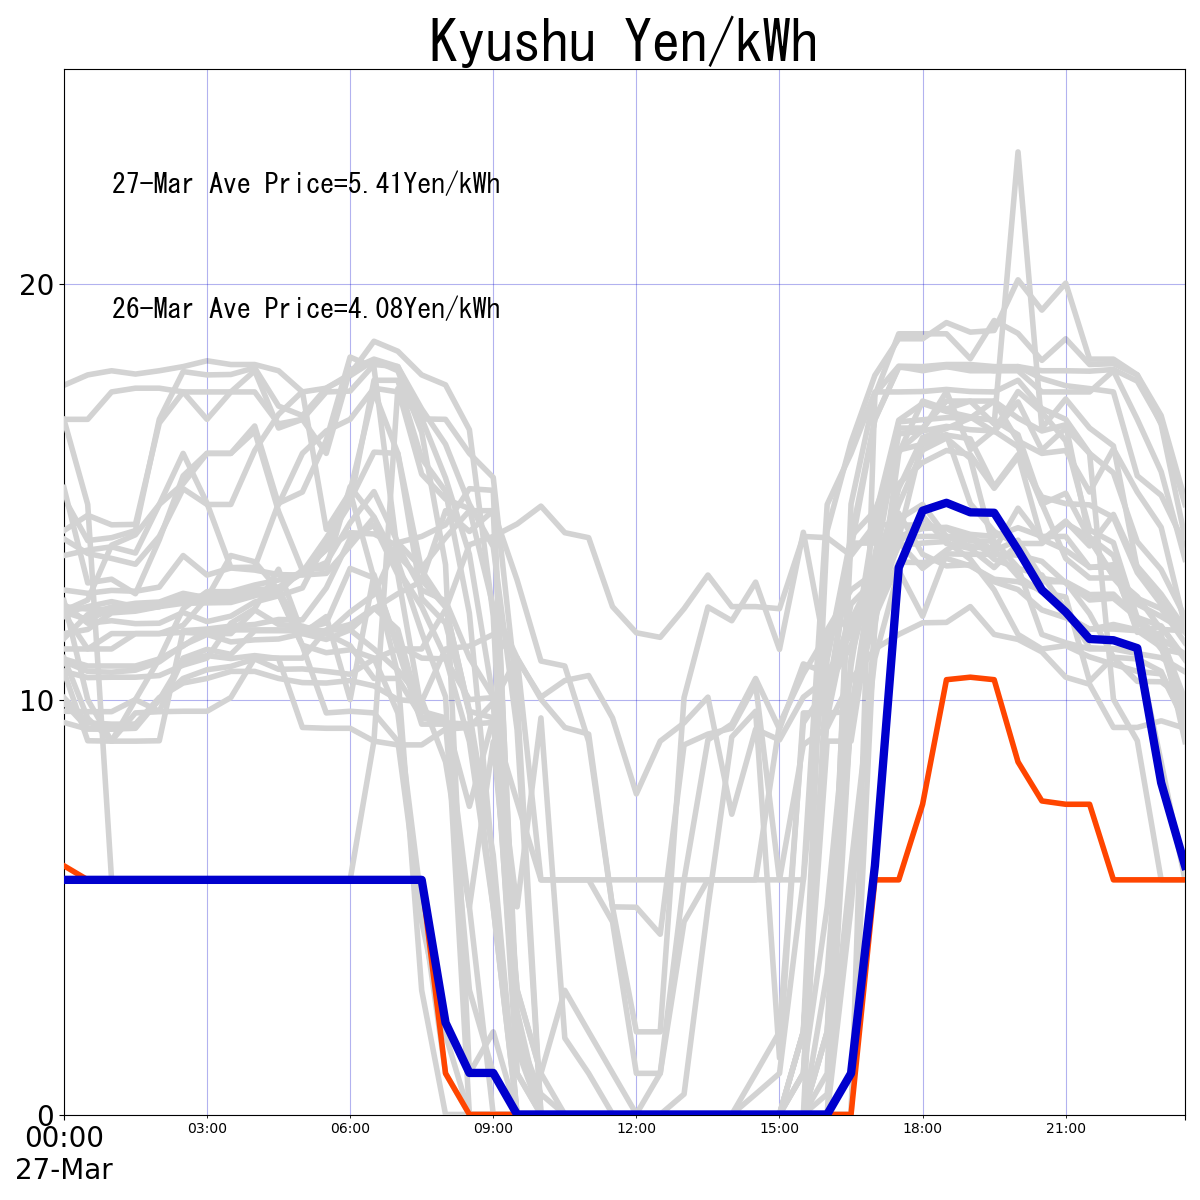 Kyushu Yen/kWh
27-Mar Ave Price=5.41Yen/kWh
26-Mar Ave Price=4.08Yen/kWh
20
10
0
00:00 03:00 06:00 09:00 12:00 15:00 18:00 21:00
27-Mar